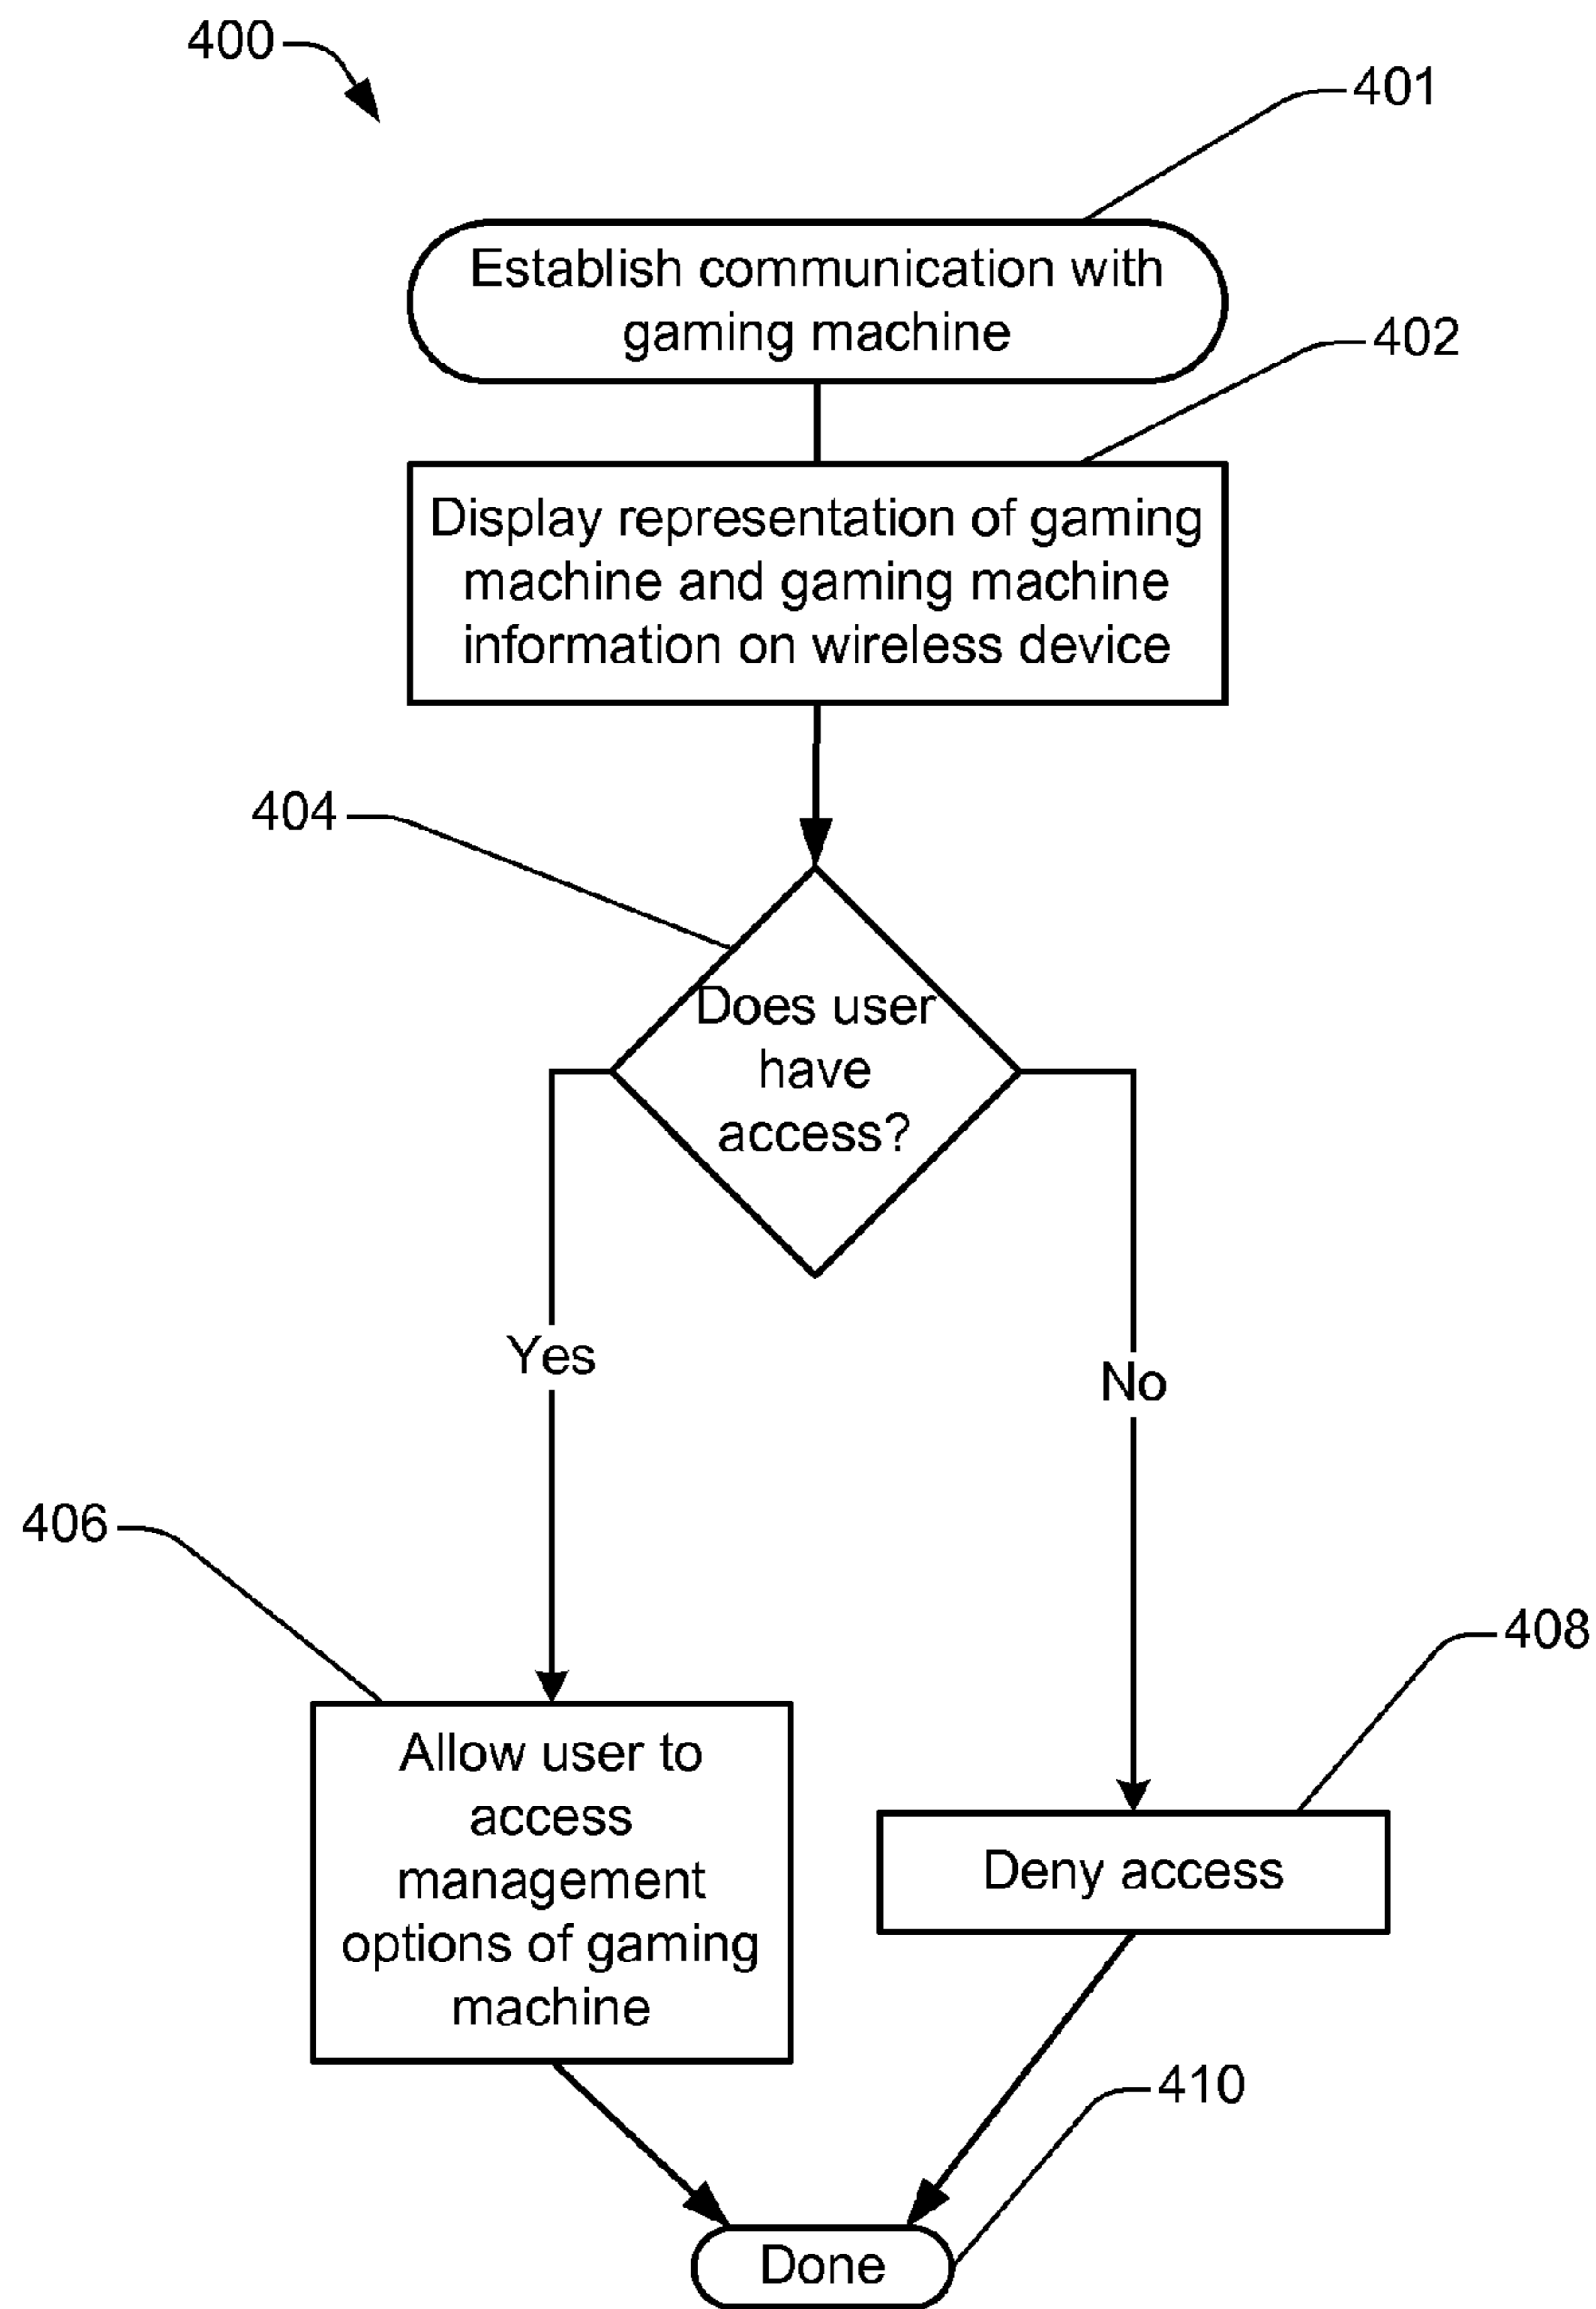 400
401
Establish communication with
gaming machine
402
Display representation of gaming
machine and gaming machine
information on wireless device
404
Does user
have
access?
Yes
No
406
408
Allow user to
access
management
options of gaming
machine
Deny access
410
Done